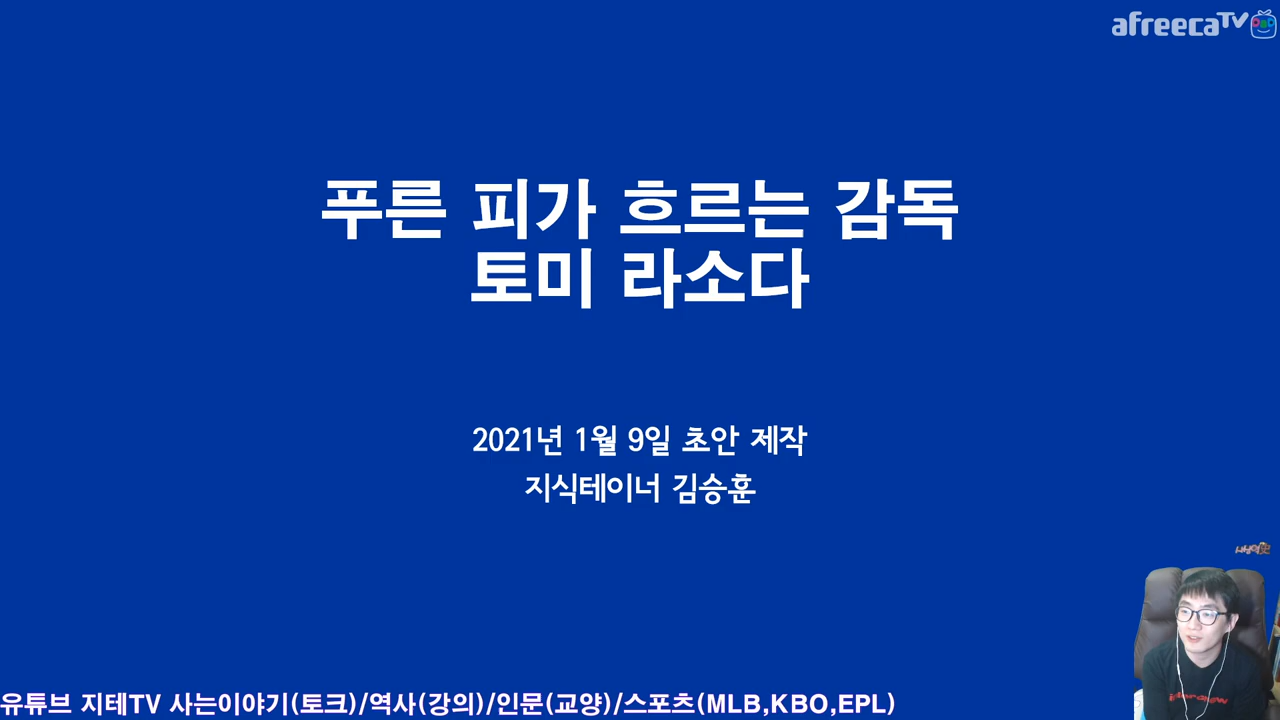 afreecaTV
푸른 피가 흐르는 감독
토미 라소다
2021년 1월 9일 초안 제작
지식테이너 김승훈
유튜브 지테TV 사는이야기(토크)/역사(강의)/인문(교양)/스포츠(MLB,KBO,EPL)